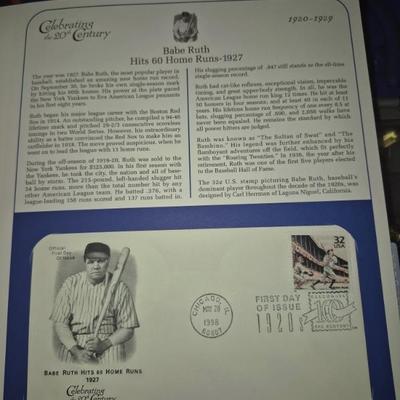 Celebrating
the 20th Century
1920-1929
Babe Ruth
Hits 60 Home Runs-1927
The year was 1927. Babe Ruth, the most popular player in
baseball, established an amazing new home run record.
On September 30, he broke his own single-season mark
by hitting his 60th homer. His power at the plate paced
the New York Yankees to five American League pennants
in his first eight years.
Ruth began his major league career with the Boston Red
Sox in 1914. An outstanding pitcher, he compiled a 94-46
lifetime mark and pitched 29-2/3 consecutive scoreless
innings in two World Series. However, his extraordinary
ability as a batter convinced the Red Sox to make him an
outfielder in 1918. The move proved auspicious, when he
went on to lead the league with 11 home runs.
During the off-season of 1919-20, Ruth was sold to the
New York Yankees for $125,000. In his first season with
the Yankees, he took the city, the nation and all of base-
ball by storm. The 215-pound, left-handed slugger hit
54 home runs, more than the total number hit by any
other American League team. He batted .376, with a
league-leading 158 runs scored and 137 runs batted in.
His slugging percentage of .847 still stands as the all-time
single-season record.
Ruth had cat-like reflexes, exceptional vision, impeccable
timing, and great upperbody strength. In all, he was the
American League home run king 12 times. He hit at least
50 homers in four seasons; and at least 40 in each of 11
seasons. His lifetime home run frequency of one every 8.5 at
bats, slugging percentage of .690, and 2,056 walks have
never been equaled. He remains the standard by which
all power hitters are judged.
Ruth was known as "The Sultan of Swat" and "The
Bambino." His legend was further enhanced by his
flamboyant adventures off the field, which fit perfectly
with the "Roaring Twenties." In 1936, the year after his
retirement, Ruth was one of the first five players elected
to the Baseball Hall of Fame.
The 32¢ U.S. stamp picturing Babe Ruth, baseball's
dominant player throughout the decade of the 1920s, was
designed by Carl Herrman of Laguna Niguel, California.
Official
First Day
Of Issue
32
USA
CHICAGO, IL
MAY 28
1998
60607
FIRST DAY
OF ISSUE
1920s
CELEBRATE
THE CENTURY
BABE RUTH HITS 60 HOME RUNS
1927
Celebrating
the 20th Century